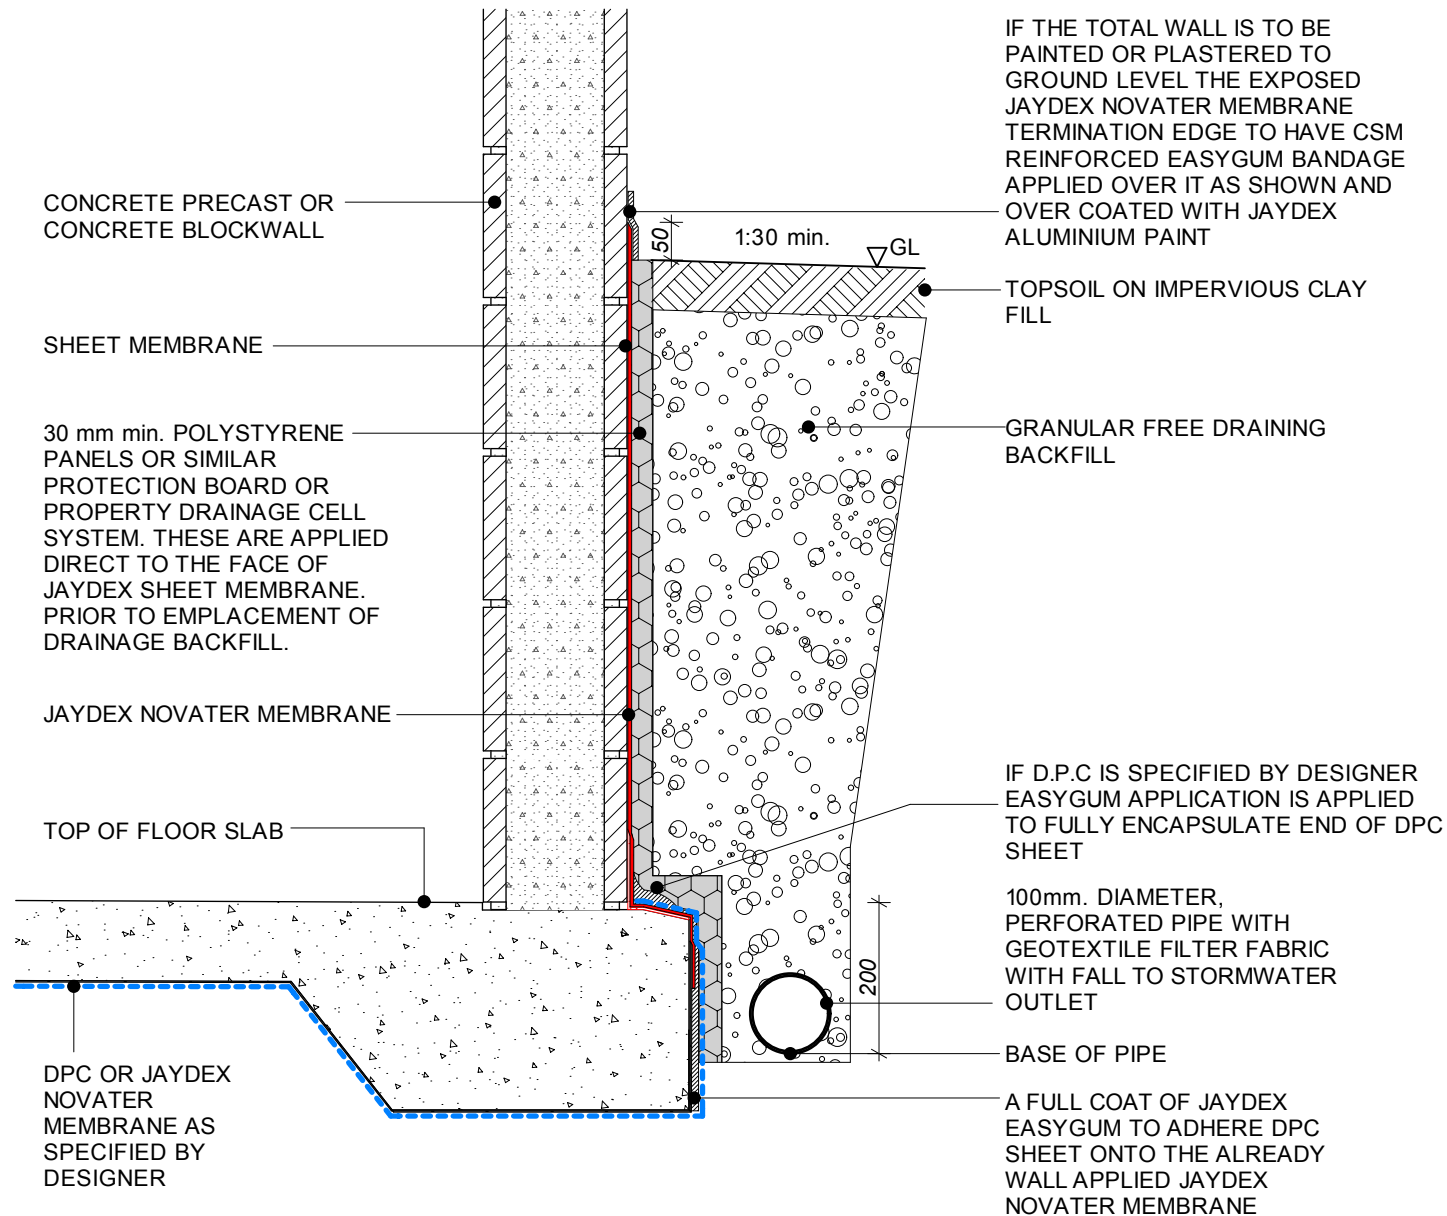 IF THE TOTAL WALL IS TO BE
PAINTED OR PLASTERED TO
GROUND LEVEL THE EXPOSED
JAYDEX NOVATER MEMBRANE
TERMINATION EDGE TO HAVE CSM
REINFORCED EASYGUM BANDAGE
APPLIED OVER IT AS SHOWN AND
OVER COATED WITH JAYDEX
ALUMINIUM PAINT
CONCRETE PRECAST OR
CONCRETE BLOCKWALL
50
1:30 min.
GL
TOPSOIL ON IMPERVIOUS CLAY
FILL
SHEET MEMBRANE
30 mm min. POLYSTYRENE
PANELS OR SIMILAR
PROTECTION BOARD OR
PROPERTY DRAINAGE CELL
SYSTEM. THESE ARE APPLIED
DIRECT TO THE FACE OF
JAYDEX SHEET MEMBRANE.
PRIOR TO EMPLACEMENT OF
DRAINAGE BACKFILL.
GRANULAR FREE DRAINING
BACKFILL
JAYDEX NOVATER MEMBRANE
IF D.P.C IS SPECIFIED BY DESIGNER
EASYGUM APPLICATION IS APPLIED
TO FULLY ENCAPSULATE END OF DPC
SHEET
TOP OF FLOOR SLAB
100mm. DIAMETER,
PERFORATED PIPE WITH
GEOTEXTILE FILTER FABRIC
WITH FALL TO STORMWATER
OUTLET
200
BASE OF PIPE
DPC OR JAYDEX
NOVATER
MEMBRANE AS
SPECIFIED BY
DESIGNER
A FULL COAT OF JAYDEX
EASYGUM TO ADHERE DPC
SHEET ONTO THE ALREADY
WALL APPLIED JAYDEX
NOVATER MEMBRANE